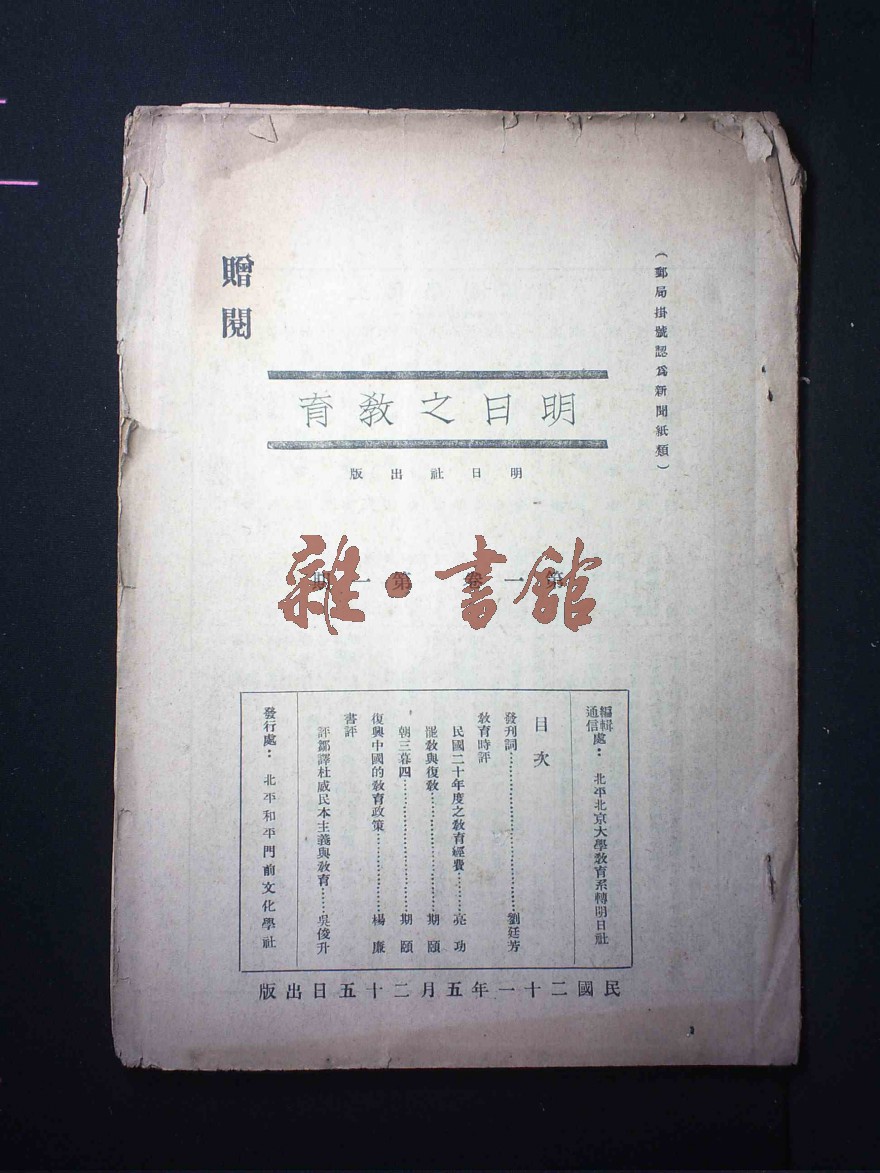 （郵局掛號認爲新聞紙類）
贈閱
明日之教育
明日社出版
第一卷 第一期
雜·書館
編輯通信處：北平北京大學教育系轉明日社
目次
發刊詞……………………劉廷芳
教育時評
民國二十年度之教育經費………亮功
罷教與復教………………期頤
朝三暮四…………………期頤
復興中國的教育政策…………楊廉
書評
評鄒譯杜威民本主義與教育……吳俊升
發行處：北平和平門前文化學社
民國二十一年五月二十五日出版